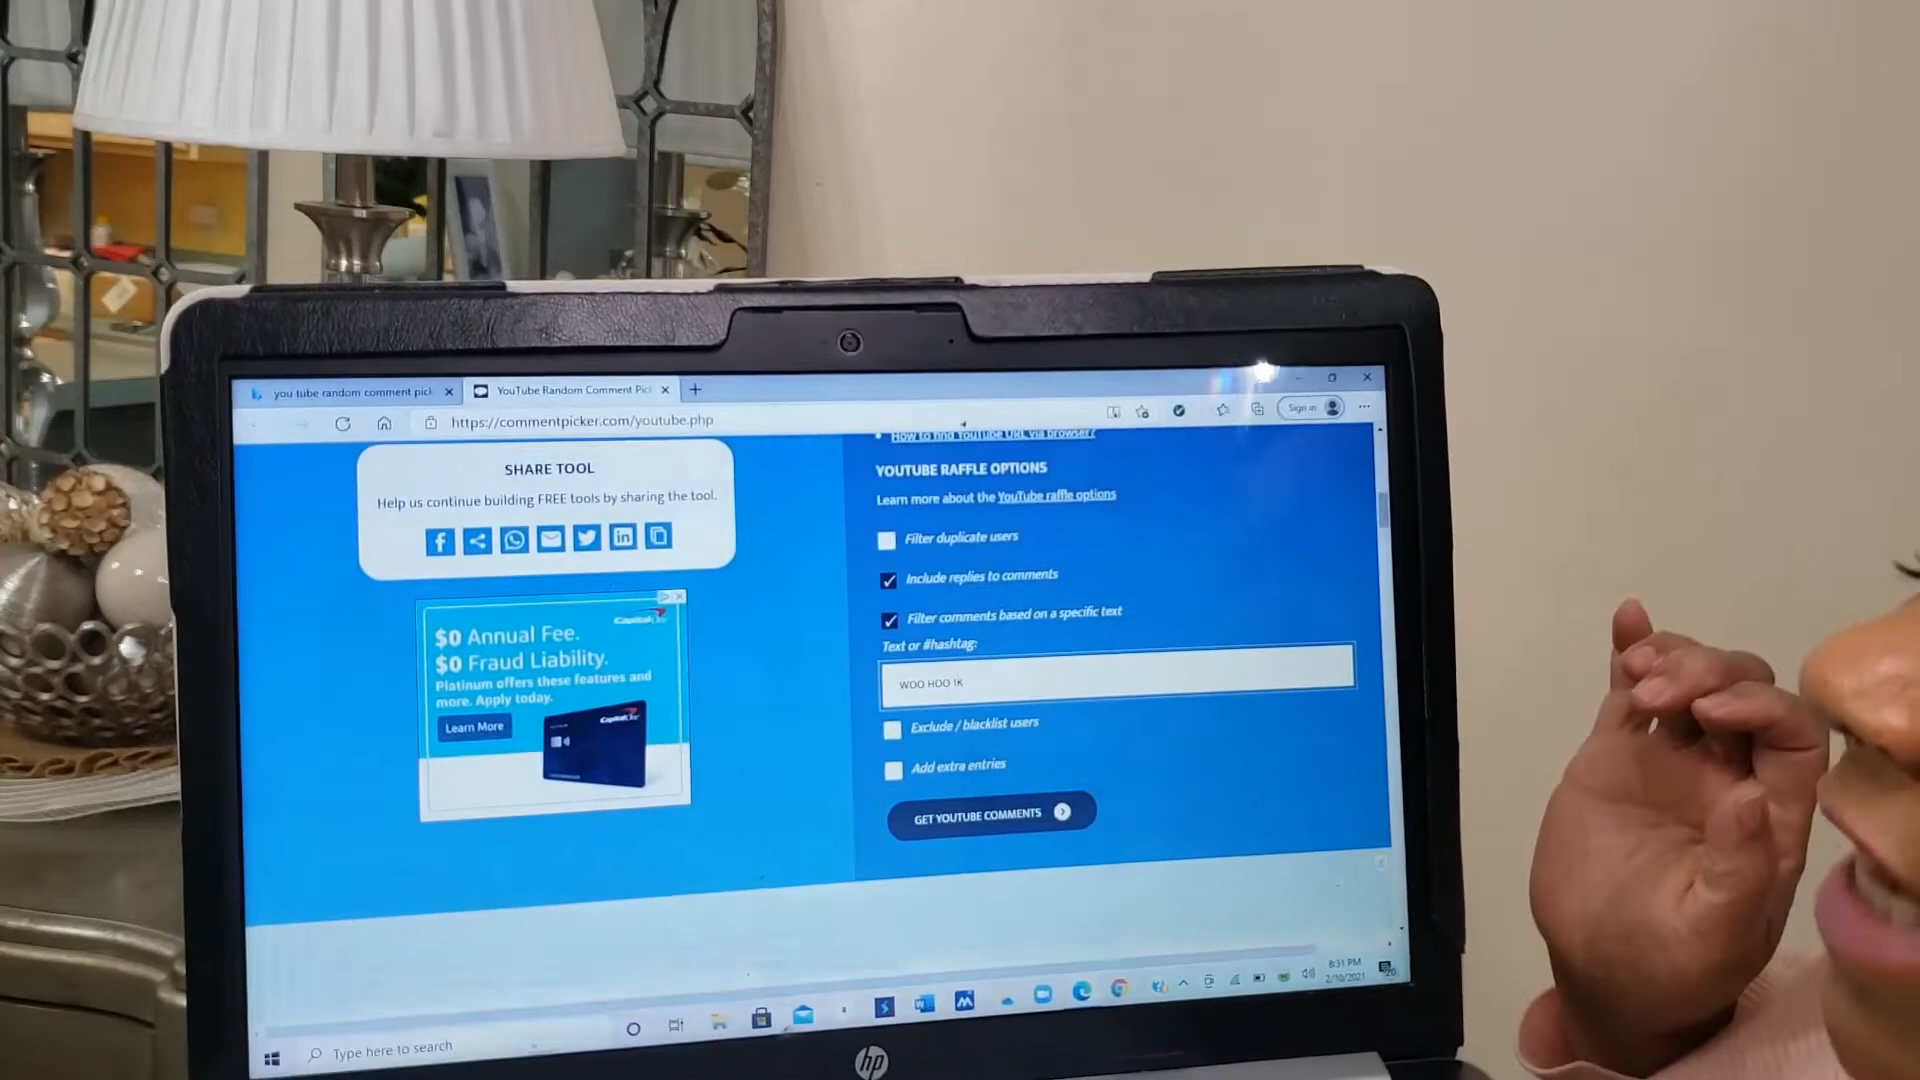 you tube random comment pick
YouTube Random Comment Pic
https://commentpicker.com/youtube.php
Sign in
SHARE TOOL
Help us continue building FREE tools by sharing the tool.
$0 Annual Fee.
$0 Fraud Liability.
Platinum offers these features and
more. Apply today.
Learn More
How to find YouTube URL via browser?
YOUTUBE RAFFLE OPTIONS
Learn more about the YouTube raffle options
Filter duplicate users
Include replies to comments
Filter comments based on a specific text
Text or #hashtag:
WOO HOO 1K
Exclude / blacklist users
Add extra entries
GET YOUTUBE COMMENTS
Type here to search
8:31 PM
2/10/2021
hp